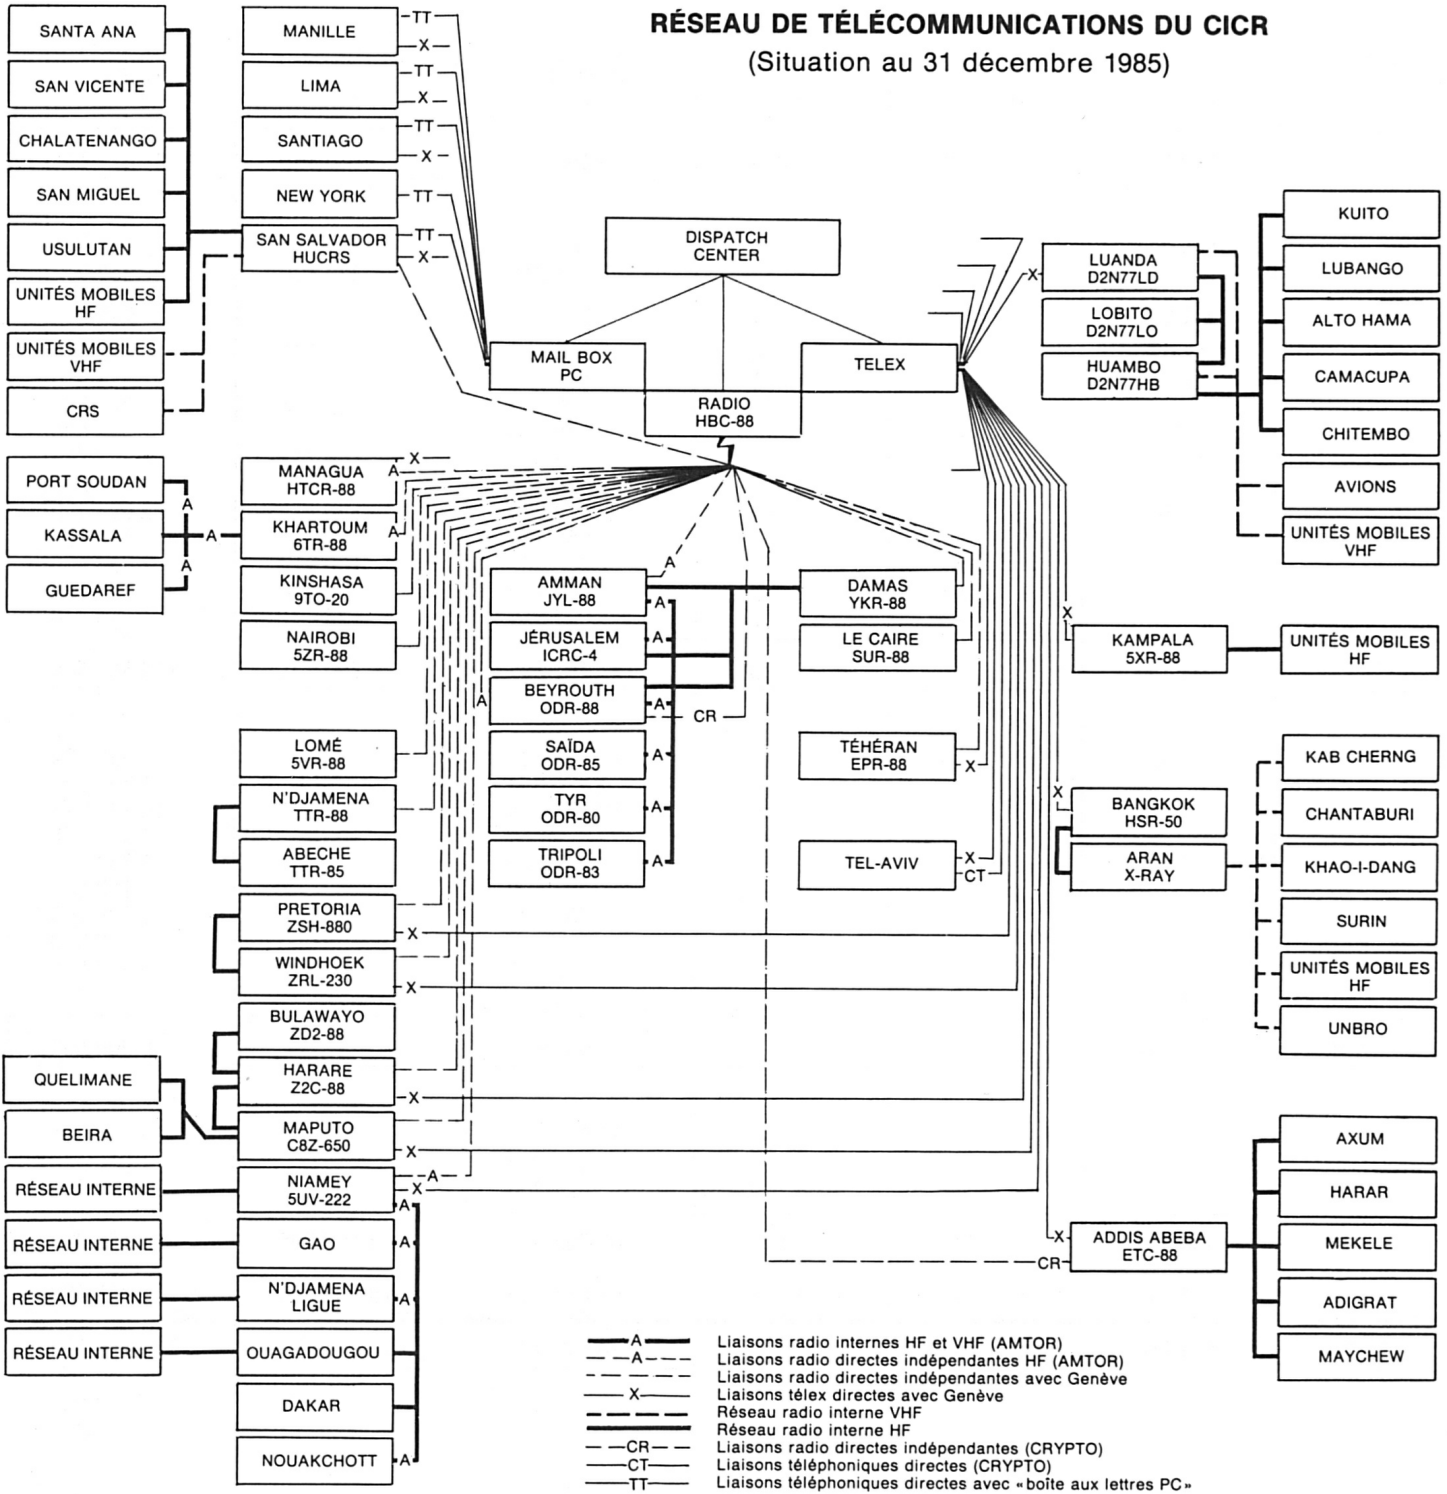 RÉSEAU DE TÉLÉCOMMUNICATIONS DU CICR
(Situation au 31 décembre 1985)
SANTA ANA
SAN VICENTE
CHALATENANGO
SAN MIGUEL
USULUTAN
UNITÉS MOBILES
HF
UNITÉS MOBILES
VHF
CRS
MANILLE
TT
X
LIMA
TT
X
SANTIAGO
TT
X
NEW YORK
TT
SAN SALVADOR
HUCRS
TT
X
DISPATCH
CENTER
MAIL BOX
PC
TELEX
RADIO
HBC-88
X
LUANDA
D2N77LD
LOBITO
D2N77LO
HUAMBO
D2N77HB
KUITO
LUBANGO
ALTO HAMA
CAMACUPA
CHITEMBO
AVIONS
UNITÉS MOBILES
VHF
PORT SOUDAN
A
KASSALA
A
A
GUEDAREF
MANAGUA
HTCR-88
X
A
KHARTOUM
6TR-88
A
KINSHASA
9TO-20
NAIROBI
5ZR-88
A
LOMÉ
5VR-88
N'DJAMENA
TTR-88
ABECHE
TTR-85
PRETORIA
ZSH-880
X
WINDHOEK
ZRL-230
X
BULAWAYO
ZD2-88
HARARE
Z2C-88
X
MAPUTO
C8Z-650
X
NIAMEY
5UV-222
A
X
A
GAO
A
N'DJAMENA
LIGUE
A
OUAGADOUGOU
DAKAR
NOUAKCHOTT
A
QUELIMANE
BEIRA
RÉSEAU INTERNE
RÉSEAU INTERNE
RÉSEAU INTERNE
RÉSEAU INTERNE
AMMAN
JYL-88
A
A
JÉRUSALEM
ICRC-4
A
BEYROUTH
ODR-88
A
CR
SAÏDA
ODR-85
A
TYR
ODR-80
A
TRIPOLI
ODR-83
A
DAMAS
YKR-88
LE CAIRE
SUR-88
TÉHÉRAN
EPR-88
X
TEL-AVIV
X
CT
X
KAMPALA
5XR-88
UNITÉS MOBILES
HF
X
BANGKOK
HSR-50
ARAN
X-RAY
KAB CHERNG
CHANTABURI
KHAO-I-DANG
SURIN
UNITÉS MOBILES
HF
UNBRO
X
CR
ADDIS ABEBA
ETC-88
AXUM
HARAR
MEKELE
ADIGRAT
MAYCHEW
A Liaisons radio internes HF et VHF (AMTOR)
A Liaisons radio directes indépendantes HF (AMTOR)
Liaisons radio directes indépendantes avec Genève
X Liaisons télex directes avec Genève
Réseau radio interne VHF
Réseau radio interne HF
CR Liaisons radio directes indépendantes (CRYPTO)
CT Liaisons téléphoniques directes (CRYPTO)
TT Liaisons téléphoniques directes avec «boîte aux lettres PC»